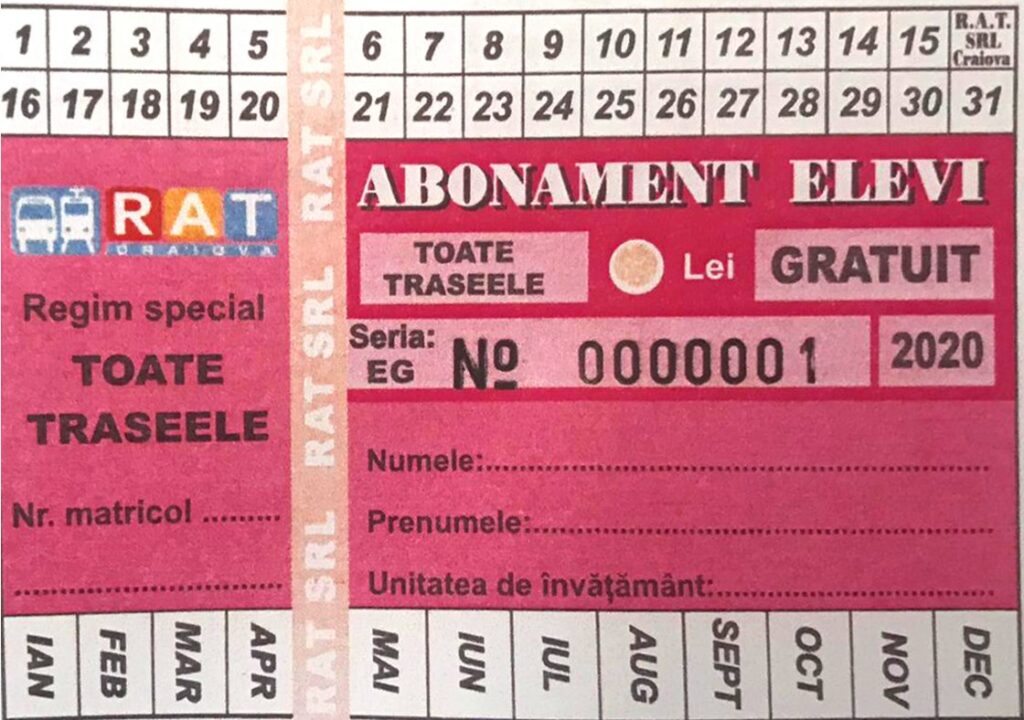 1 2 3 4 5 6 7 8 9 10 11 12 13 14 15 R.A.T.
SRL
Craiova
16 17 18 19 20 21 22 23 24 25 26 27 28 29 30 31
RAT
CRAIOVA
Regim special
TOATE
TRASEELE
Nr. matricol .........
..............................
RAT SRL RAT SRL RAT SRL RAT SRL RAT SRL
ABONAMENT ELEVI
TOATE
TRASEELE
Lei
GRATUIT
Seria:
EG
Nº 0000001
2020
Numele:..............................................................
Prenumele:.........................................................
Unitatea de învățământ:.................................
IAN FEB MAR APR MAI IUN IUL AUG SEPT OCT NOV DEC